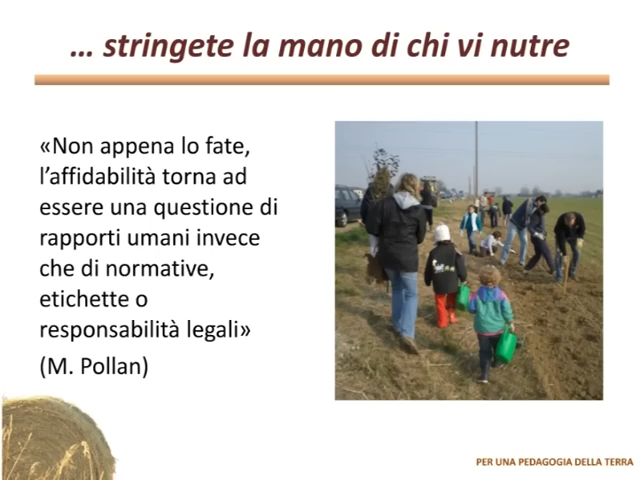 … stringete la mano di chi vi nutre
«Non appena lo fate,
l’affidabilità torna ad
essere una questione di
rapporti umani invece
che di normative,
etichette o
responsabilità legali»
(M. Pollan)
PER UNA PEDAGOGIA DELLA TERRA